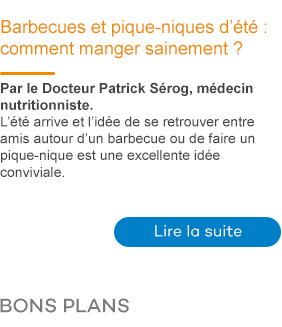 Barbecues et pique-niques d’été :
comment manger sainement ?
Par le Docteur Patrick Sérog, médecin
nutritionniste.
L’été arrive et l’idée de se retrouver entre
amis autour d’un barbecue ou de faire un
pique-nique est une excellente idée
conviviale.
Lire la suite
BONS PLANS